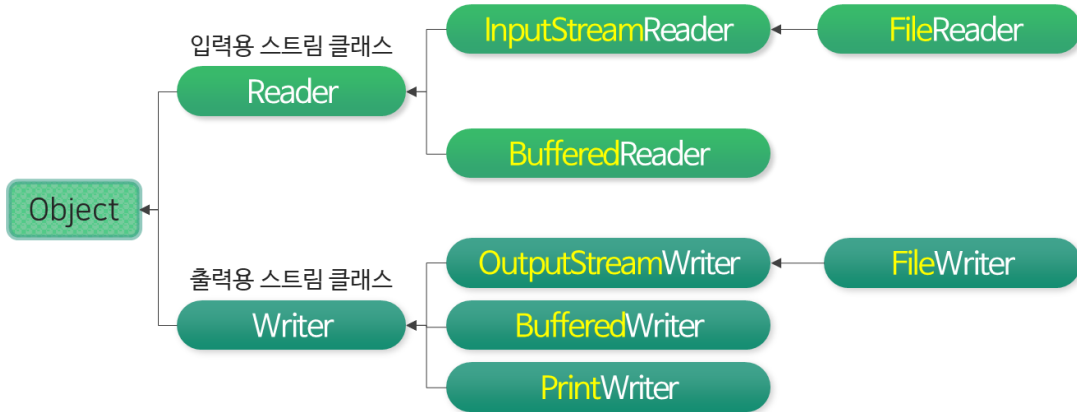 Object
입력용 스트림 클래스
Reader
InputStreamReader
FileReader
BufferedReader
출력용 스트림 클래스
Writer
OutputStreamWriter
FileWriter
BufferedWriter
PrintWriter